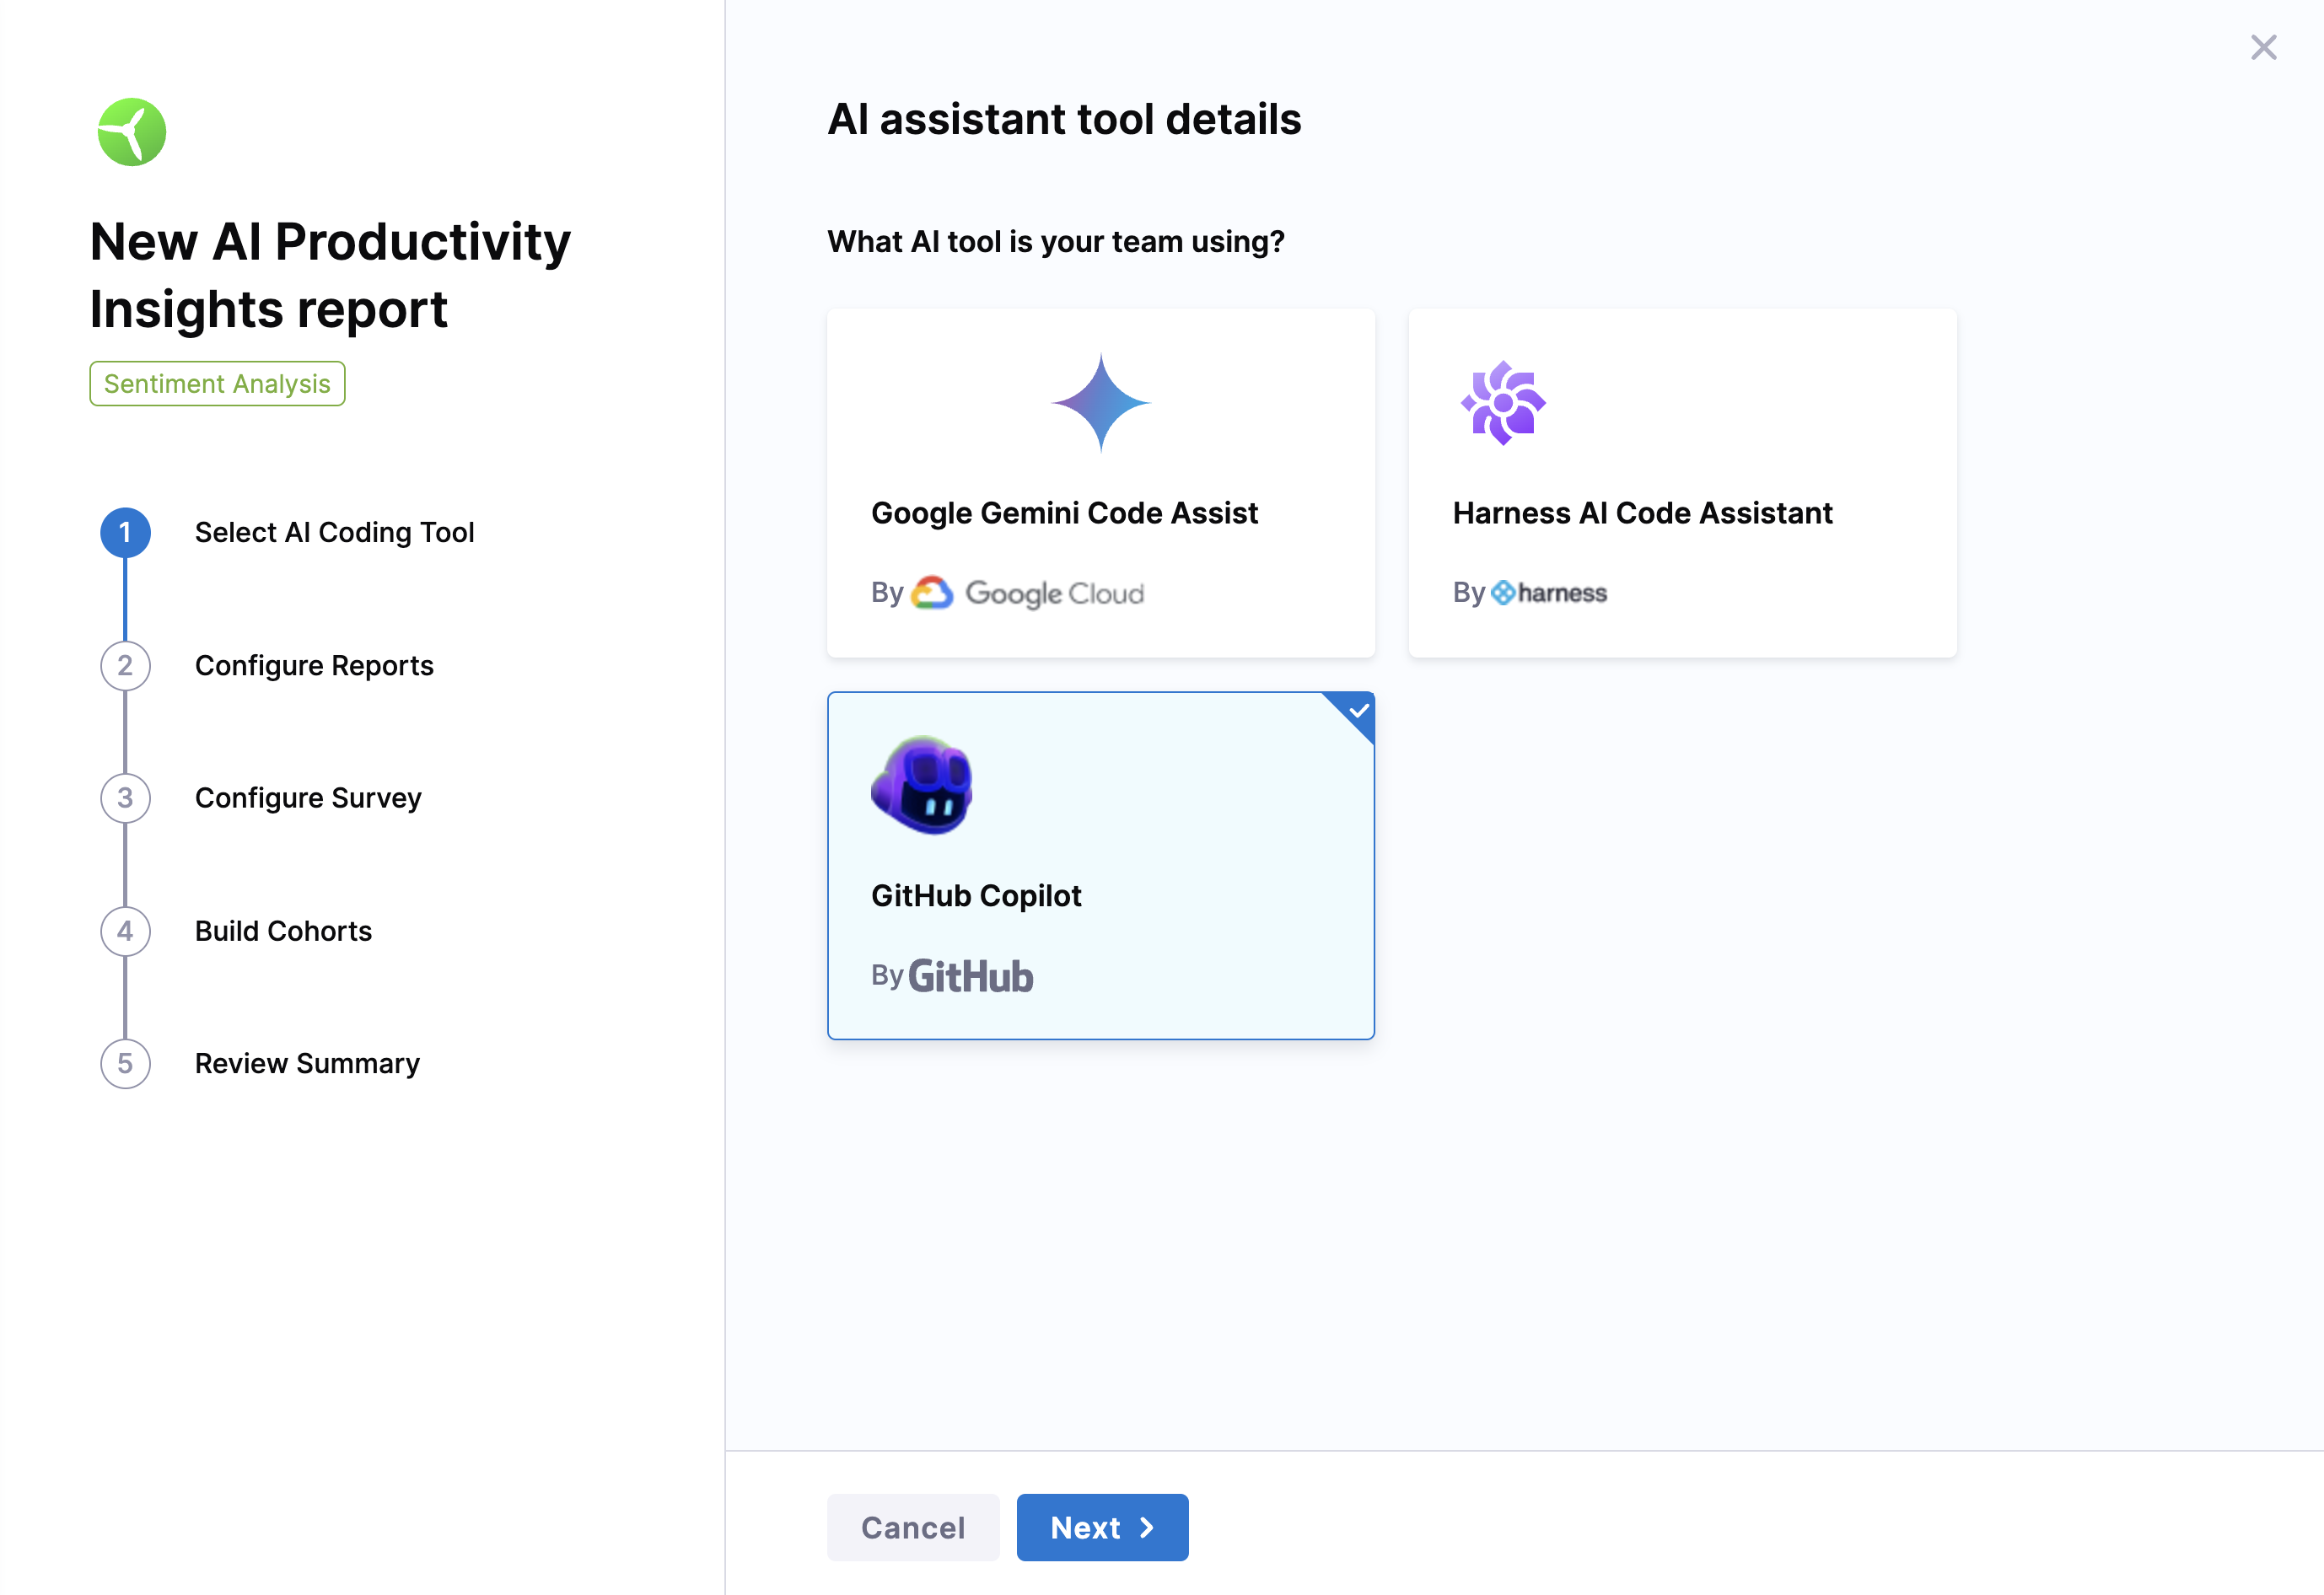 New AI Productivity
Insights report
Sentiment Analysis
1 Select AI Coding Tool
2 Configure Reports
3 Configure Survey
4 Build Cohorts
5 Review Summary
AI assistant tool details
What AI tool is your team using?
Google Gemini Code Assist
By Google Cloud
Harness AI Code Assistant
By harness
GitHub Copilot
By GitHub
Cancel
Next